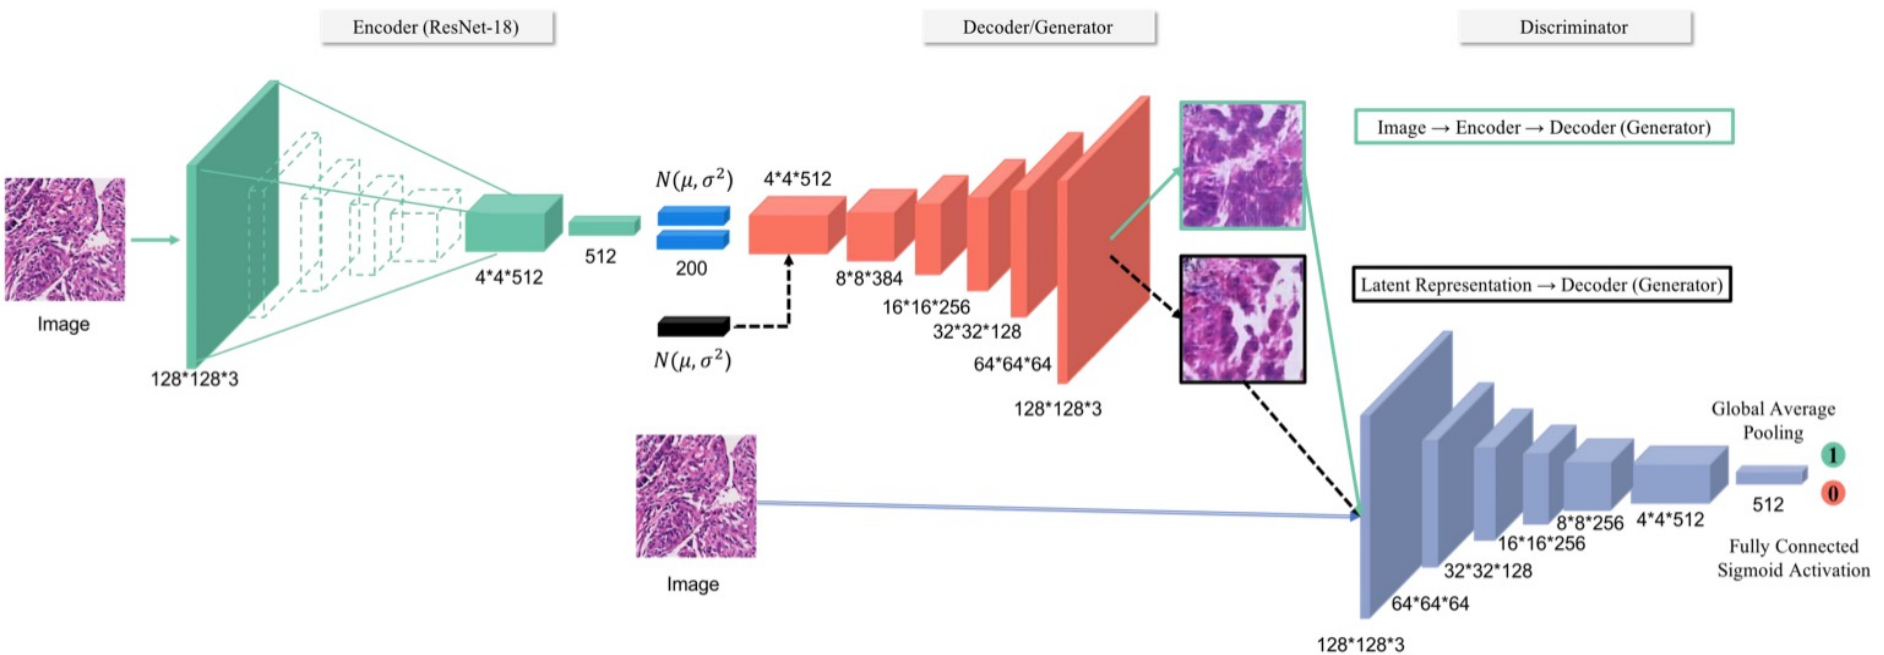 Encoder (ResNet-18)
Decoder/Generator
Discriminator
Image
128*128*3
4*4*512
512
N(μ, σ²)
200
N(μ, σ²)
4*4*512
8*8*384
16*16*256
32*32*128
64*64*64
128*128*3
Image → Encoder → Decoder (Generator)
Latent Representation → Decoder (Generator)
Image
128*128*3
64*64*64
32*32*128
16*16*256
8*8*256
4*4*512
512
Global Average
Pooling
1
0
Fully Connected
Sigmoid Activation